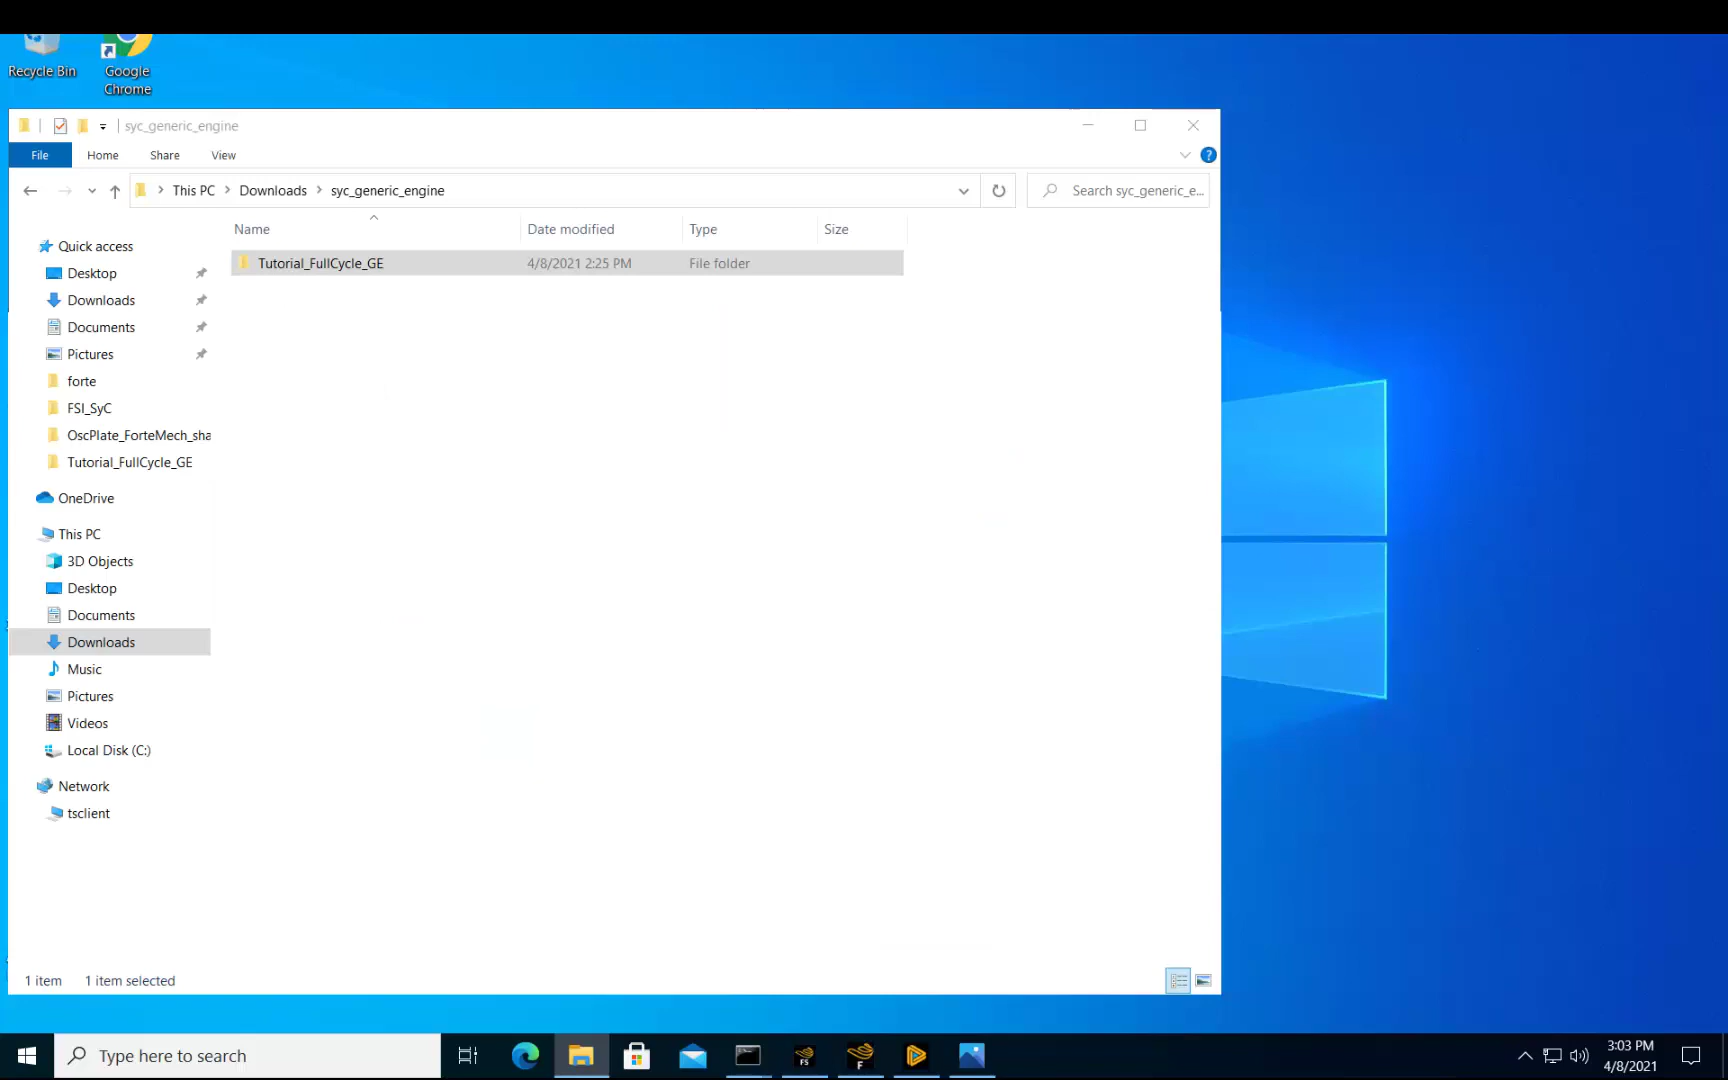 Recycle Bin
Google
Chrome
syc_generic_engine
File
Home
Share
View
?
This PC
Downloads
syc_generic_engine
Search syc_generic_e...
Name
Date modified
Type
Size
Tutorial_FullCycle_GE
4/8/2021 2:25 PM
File folder
Quick access
Desktop
Downloads
Documents
Pictures
forte
FSI_SyC
OscPlate_ForteMech_sha
Tutorial_FullCycle_GE
OneDrive
This PC
3D Objects
Desktop
Documents
Downloads
Music
Pictures
Videos
Local Disk (C:)
Network
tsclient
1 item
1 item selected
Type here to search
FS
F
3:03 PM
4/8/2021